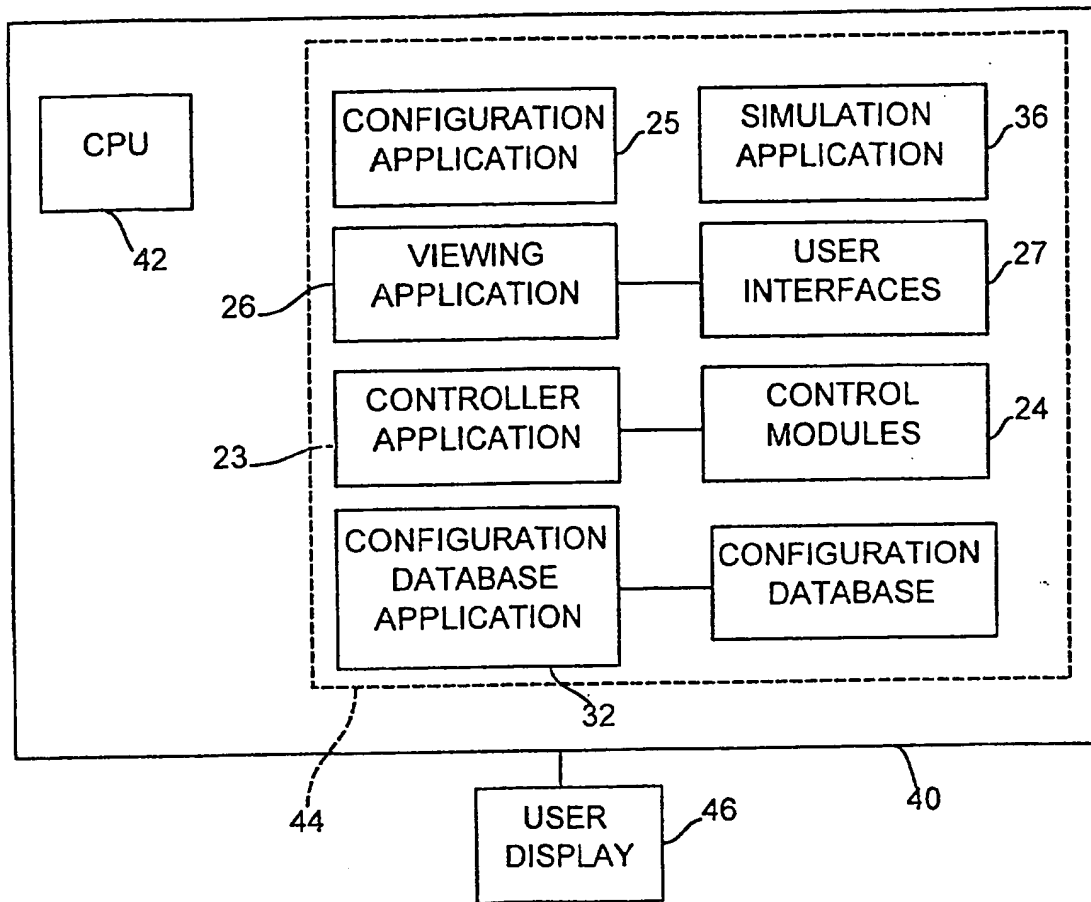 CPU
42
CONFIGURATION
APPLICATION
25
SIMULATION
APPLICATION
36
VIEWING
APPLICATION
26
USER
INTERFACES
27
CONTROLLER
APPLICATION
23
CONTROL
MODULES
24
CONFIGURATION
DATABASE
APPLICATION
32
CONFIGURATION
DATABASE
44
40
USER
DISPLAY
46